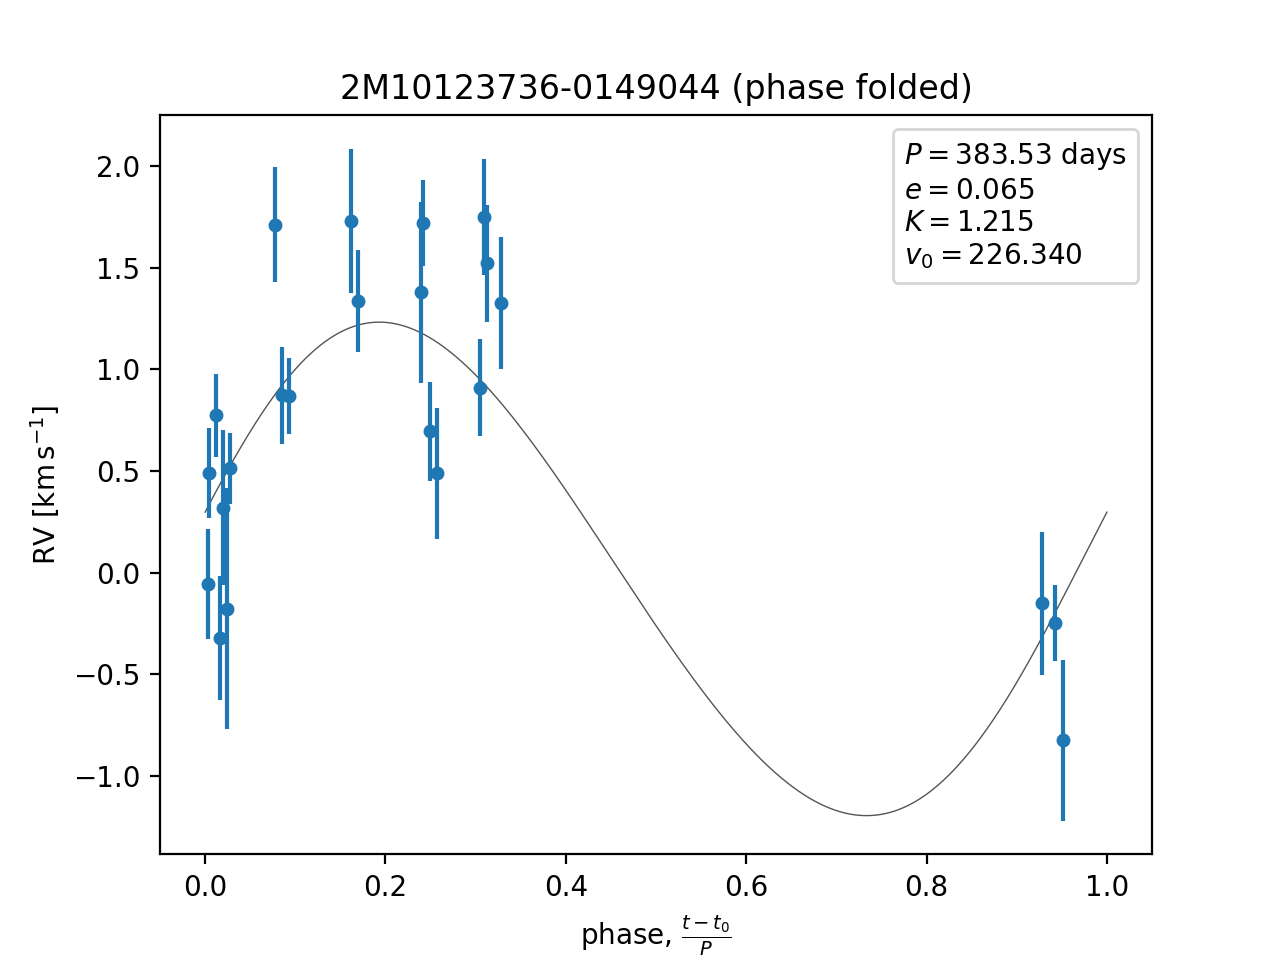 2M10123736-0149044 (phase folded)
P = 383.53 days
e = 0.065
K = 1.215
v₀ = 226.340
RV [km s⁻¹]
2.0
1.5
1.0
0.5
0.0
−0.5
−1.0
0.0 0.2 0.4 0.6 0.8 1.0
phase, (t − t₀)/P